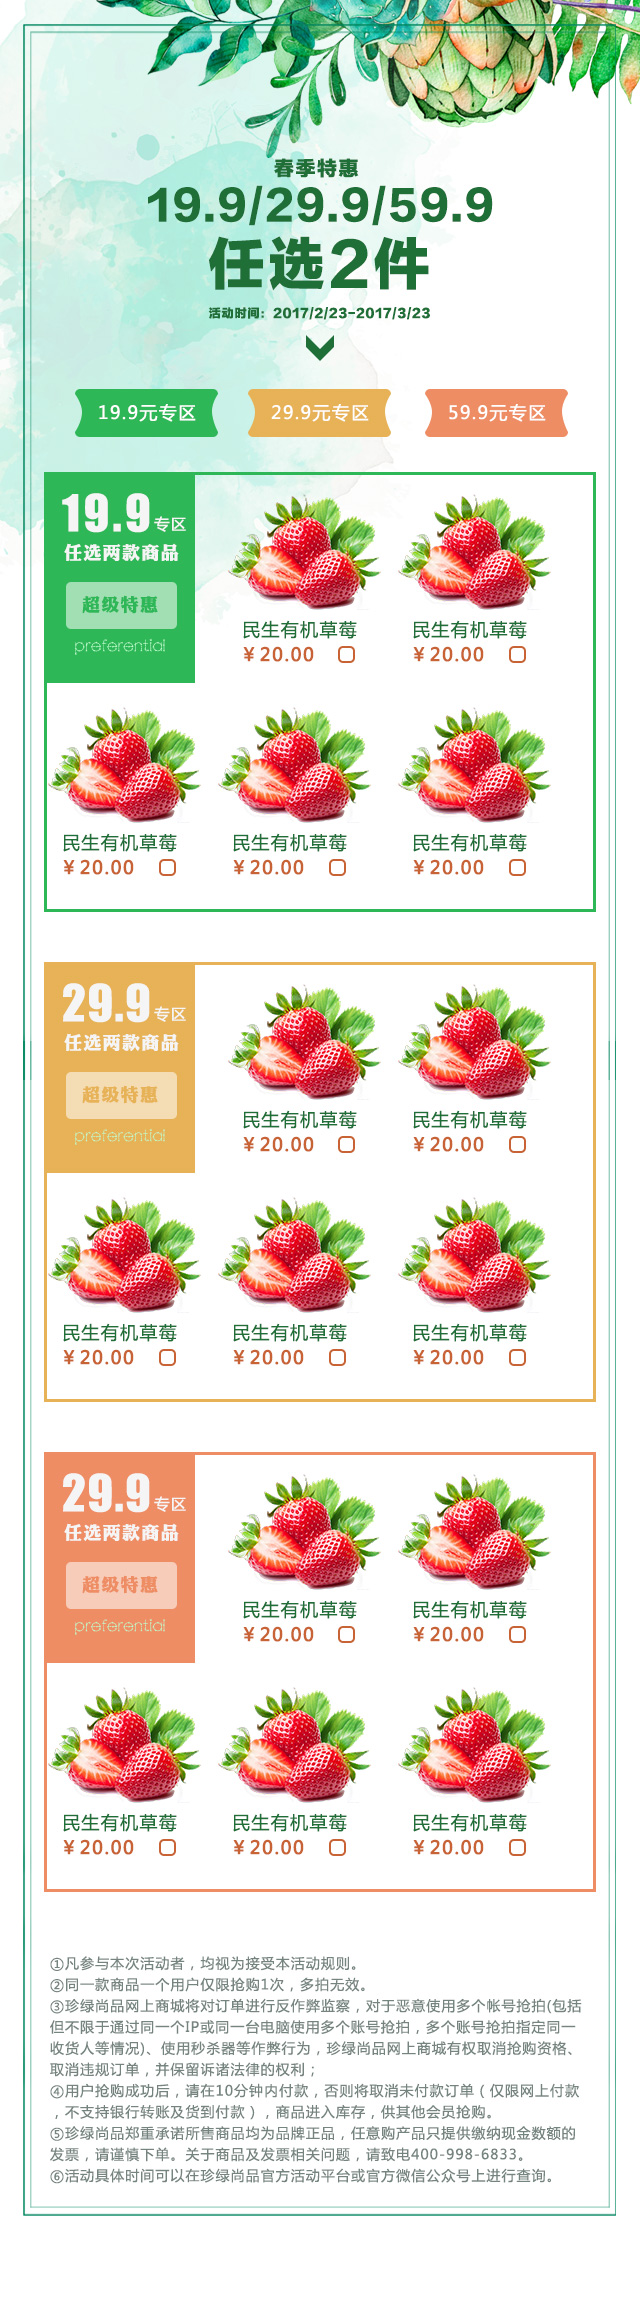 春季特惠
19.9/29.9/59.9
任选2件
活动时间：2017/2/23-2017/3/23
19.9元专区 29.9元专区 59.9元专区
19.9 专区
任选两款商品
超级特惠
preferential
民生有机草莓 民生有机草莓
¥20.00 ¥20.00
民生有机草莓 民生有机草莓 民生有机草莓
¥20.00 ¥20.00 ¥20.00
29.9 专区
任选两款商品
超级特惠
preferential
民生有机草莓 民生有机草莓
¥20.00 ¥20.00
民生有机草莓 民生有机草莓 民生有机草莓
¥20.00 ¥20.00 ¥20.00
29.9 专区
任选两款商品
超级特惠
preferential
民生有机草莓 民生有机草莓
¥20.00 ¥20.00
民生有机草莓 民生有机草莓 民生有机草莓
¥20.00 ¥20.00 ¥20.00
①凡参与本次活动者，均视为接受本活动规则。
②同一款商品一个用户仅限抢购1次，多拍无效。
③珍绿尚品网上商城将对订单进行反作弊监察，对于恶意使用多个帐号抢拍(包括
但不限于通过同一个IP或同一台电脑使用多个账号抢拍，多个账号抢拍指定同一
收货人等情况)、使用秒杀器等作弊行为，珍绿尚品网上商城有权取消抢购资格、
取消违规订单，并保留诉诸法律的权利；
④用户抢购成功后，请在10分钟内付款，否则将取消未付款订单（仅限网上付款
，不支持银行转账及货到付款），商品进入库存，供其他会员抢购。
⑤珍绿尚品郑重承诺所售商品均为品牌正品，任意购产品只提供缴纳现金数额的
发票，请谨慎下单。关于商品及发票相关问题，请致电400-998-6833。
⑥活动具体时间可以在珍绿尚品官方活动平台或官方微信公众号上进行查询。